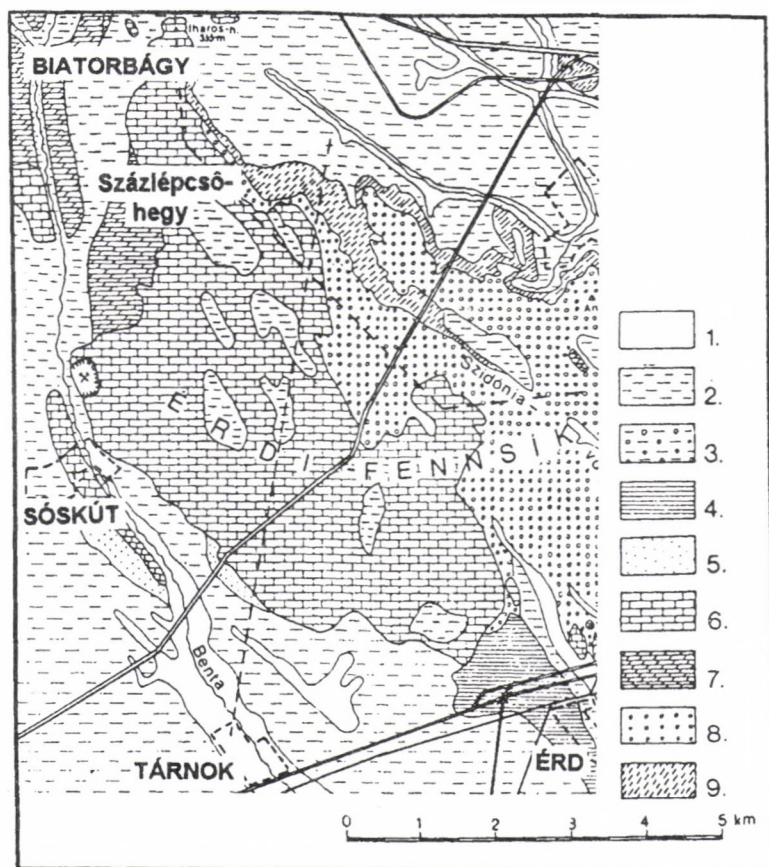 Iharos-h.
BIATORBÁGY
Százlépcső-
hegy
Szidónia-
ÉRDI FENNSÍK
SÓSKÚT
Benta
TÁRNOK
ÉRD
1.
2.
3.
4.
5.
6.
7.
8.
9.
0 1 2 3 4 5 km